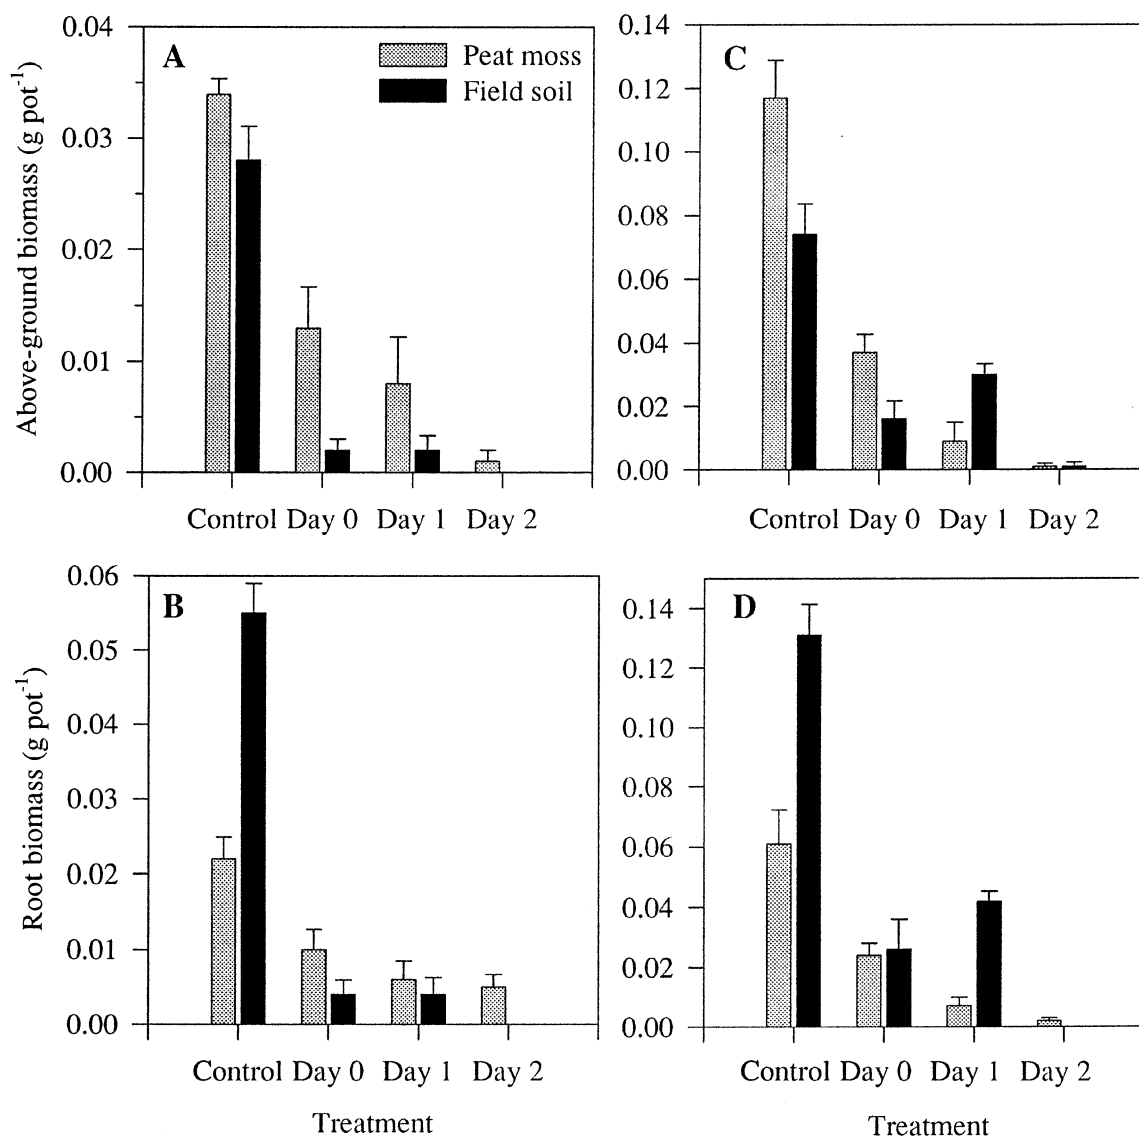 A
Peat moss
Field soil
Above-ground biomass (g pot⁻¹)
0.04
0.03
0.02
0.01
0.00
Control Day 0 Day 1 Day 2
C
0.14
0.12
0.10
0.08
0.06
0.04
0.02
0.00
Control Day 0 Day 1 Day 2
B
Root biomass (g pot⁻¹)
0.06
0.05
0.04
0.03
0.02
0.01
0.00
Control Day 0 Day 1 Day 2
Treatment
D
0.14
0.12
0.10
0.08
0.06
0.04
0.02
0.00
Control Day 0 Day 1 Day 2
Treatment